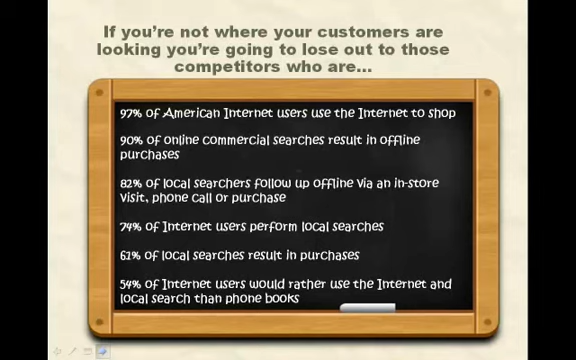 If you're not where your customers are
looking you're going to lose out to those
competitors who are...
97% of American Internet users use the Internet to shop
90% of online commercial searches result in offline
purchases
82% of local searchers follow up offline via an in-store
visit, phone call or purchase
74% of Internet users perform local searches
61% of local searches result in purchases
54% of Internet users would rather use the Internet and
local search than phone books